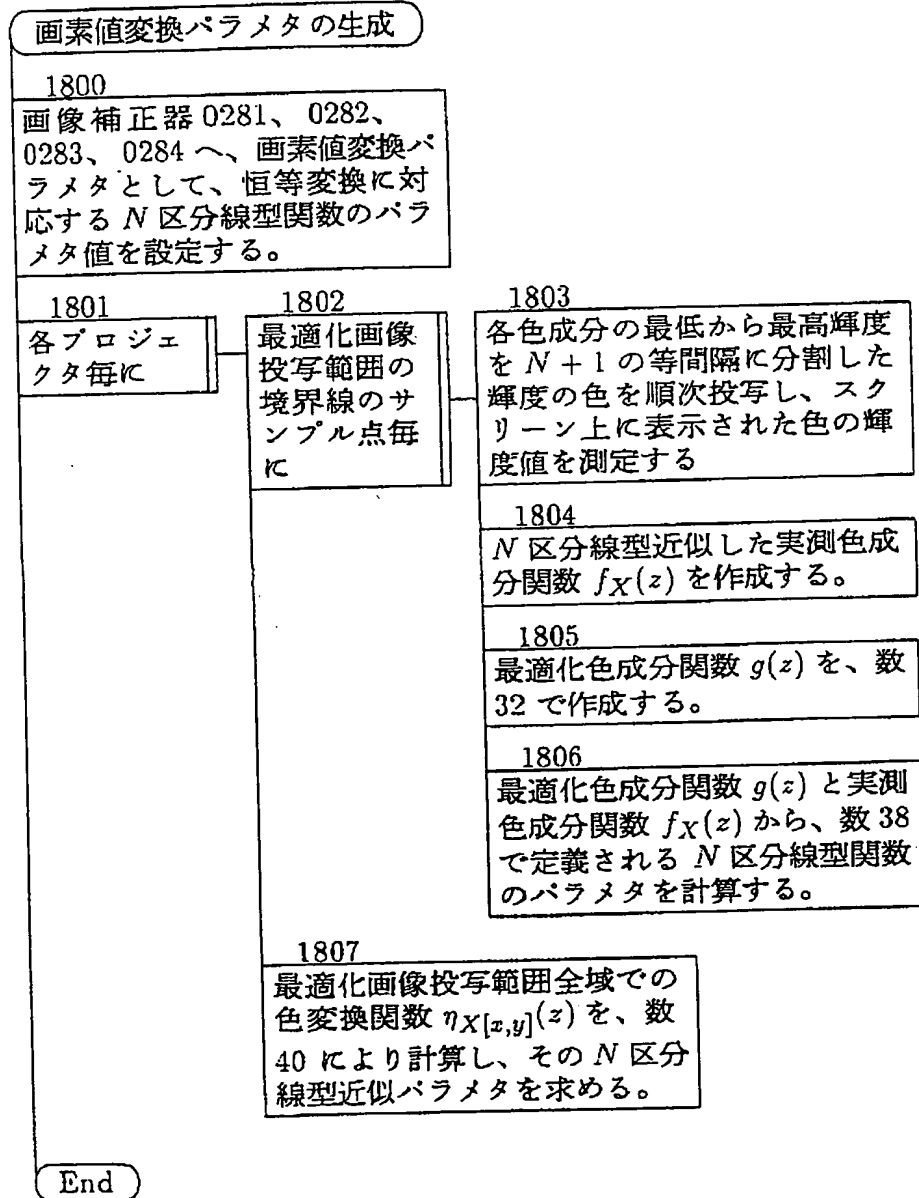 画素値変換パラメタの生成
1800
画像補正器 0281、0282、
0283、0284 へ、画素値変換パ
ラメタとして、恒等変換に対
応する N 区分線型関数のパラ
メタ値を設定する。
1801
各プロジェ
クタ毎に
1802
最適化画像
投写範囲の
境界線のサ
ンプル点毎
に
1803
各色成分の最低から最高輝度
を N + 1 の等間隔に分割した
輝度の色を順次投写し、スク
リーン上に表示された色の輝
度値を測定する
1804
N 区分線型近似した実測色成
分関数 fX(z) を作成する。
1805
最適化色成分関数 g(z) を、数
32 で作成する。
1806
最適化色成分関数 g(z) と実測
色成分関数 fX(z) から、数 38
で定義される N 区分線型関数
のパラメタを計算する。
1807
最適化画像投写範囲全域での
色変換関数 ηX[x,y](z) を、数
40 により計算し、その N 区分
線型近似パラメタを求める。
End